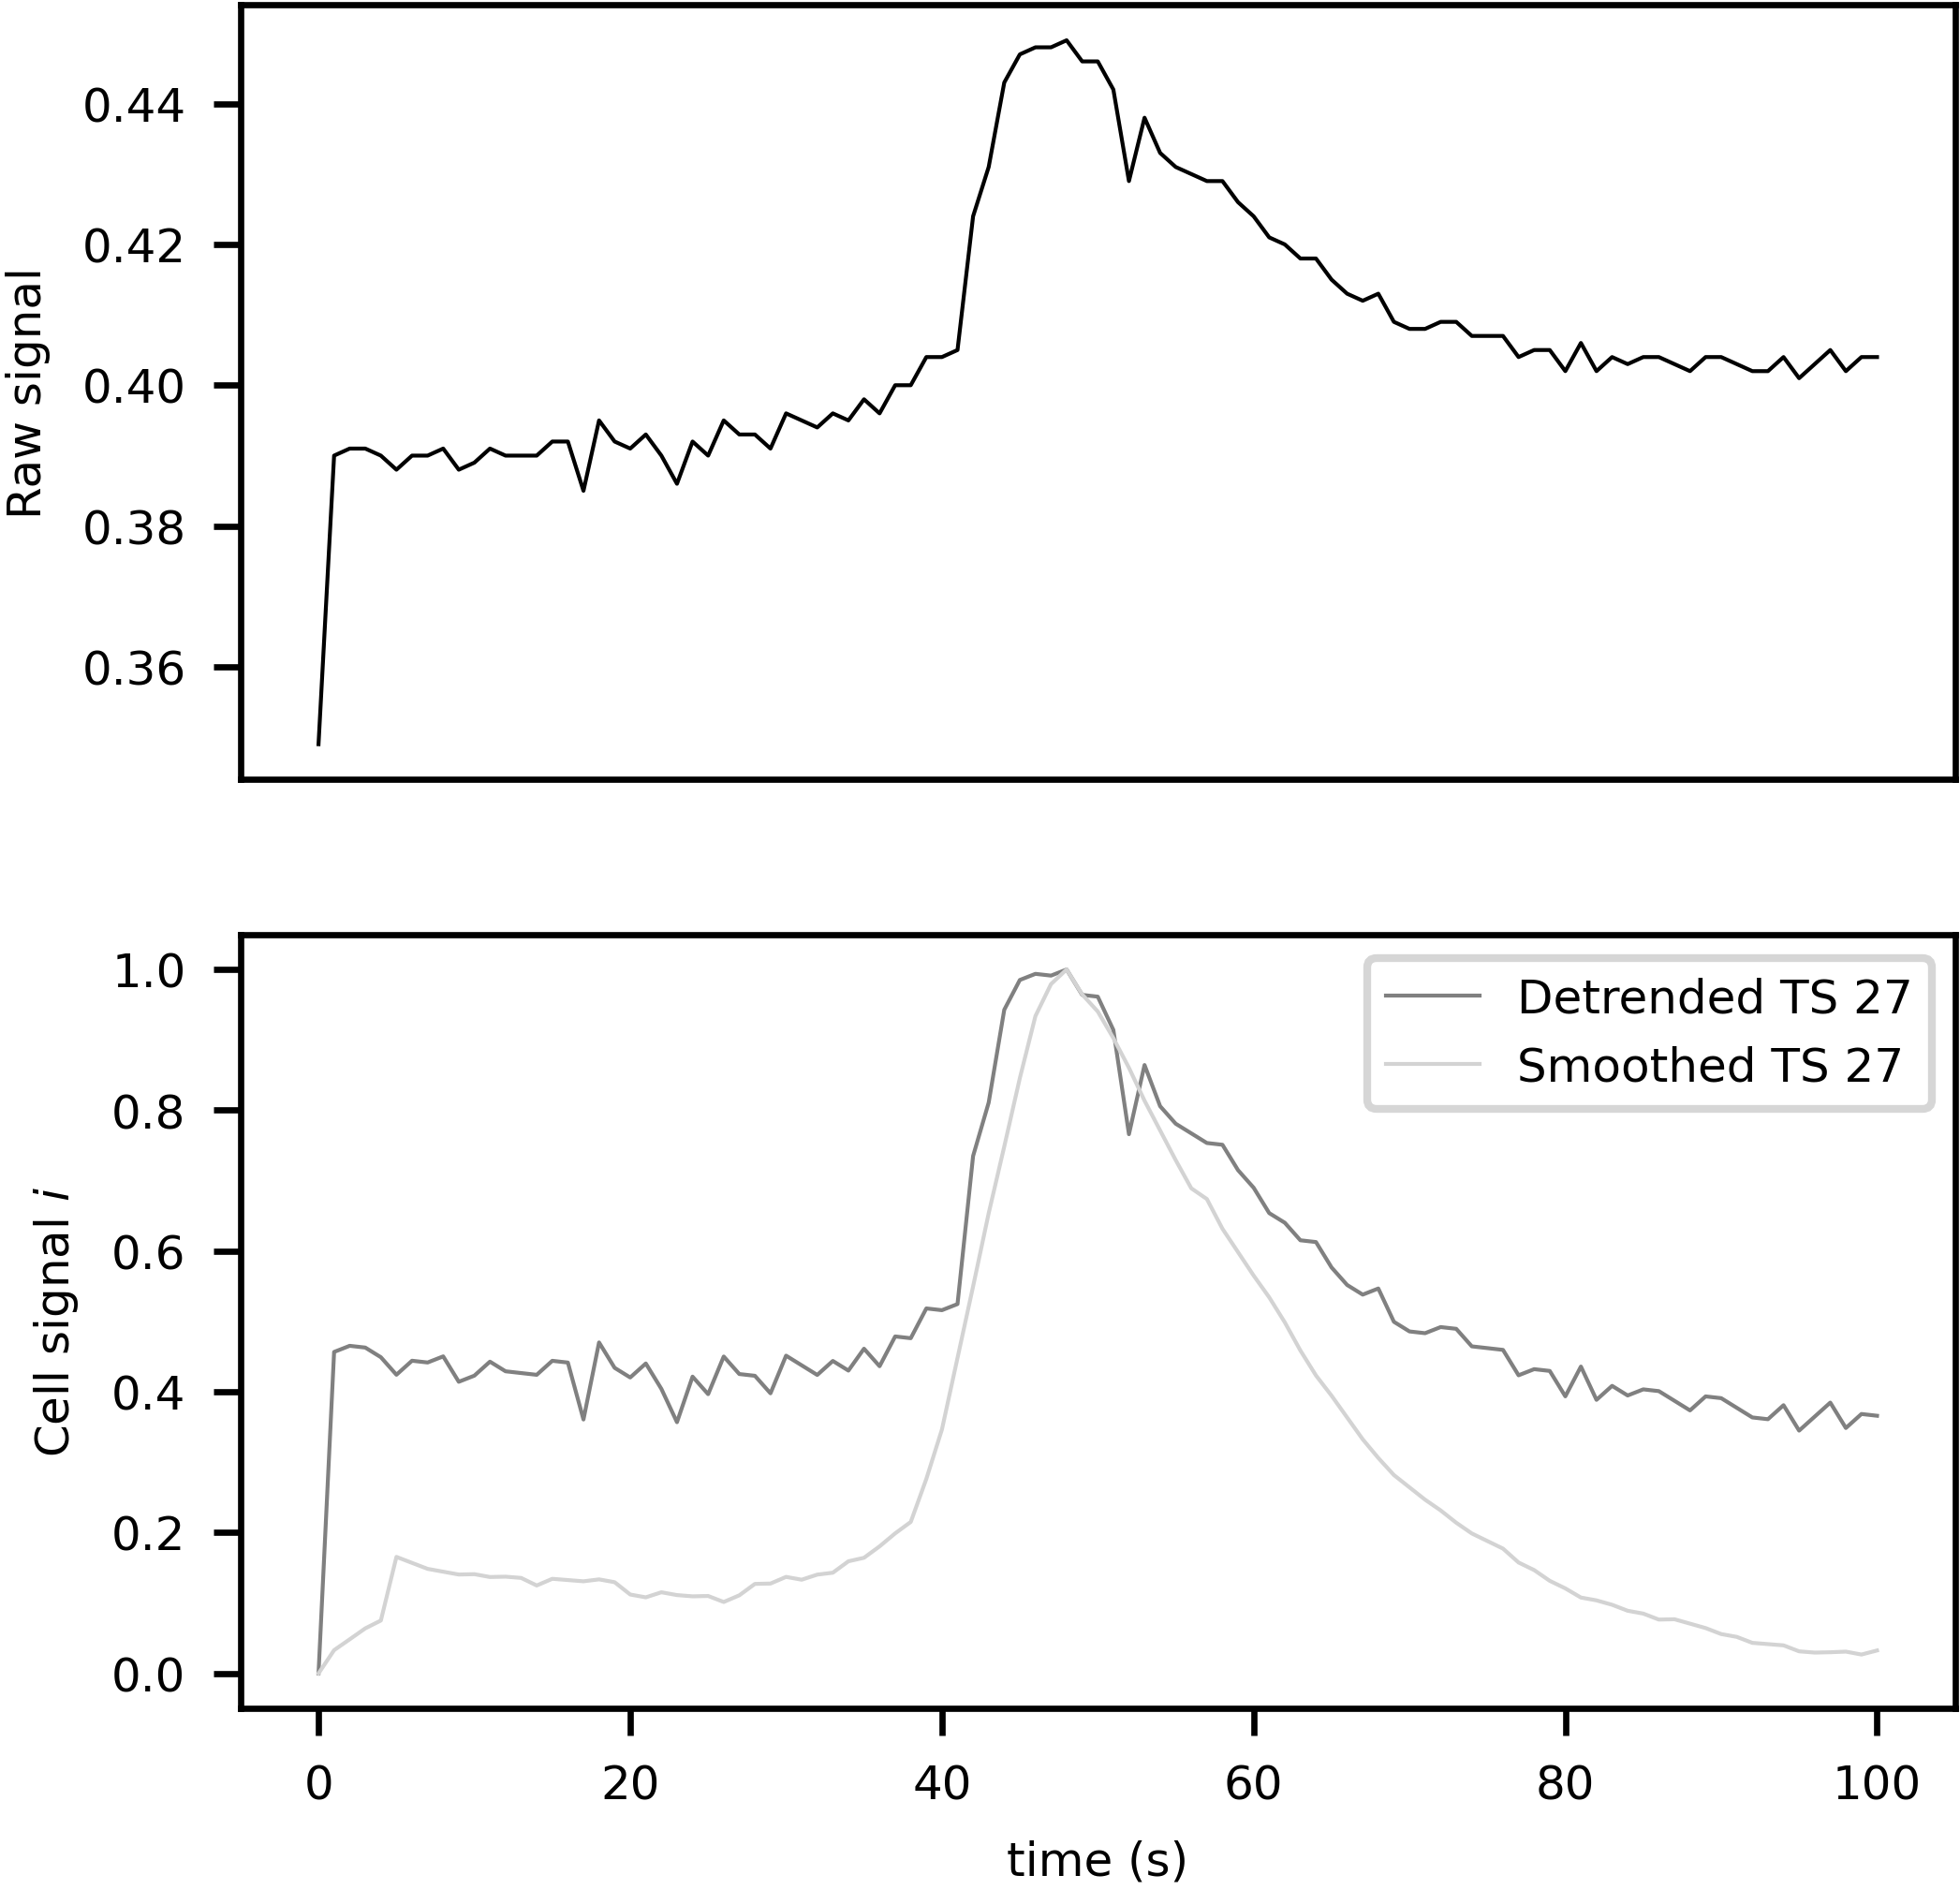 Raw signal
0.44
0.42
0.40
0.38
0.36
Cell signal i
1.0
0.8
0.6
0.4
0.2
0.0
Detrended TS 27
Smoothed TS 27
0 20 40 60 80 100
time (s)